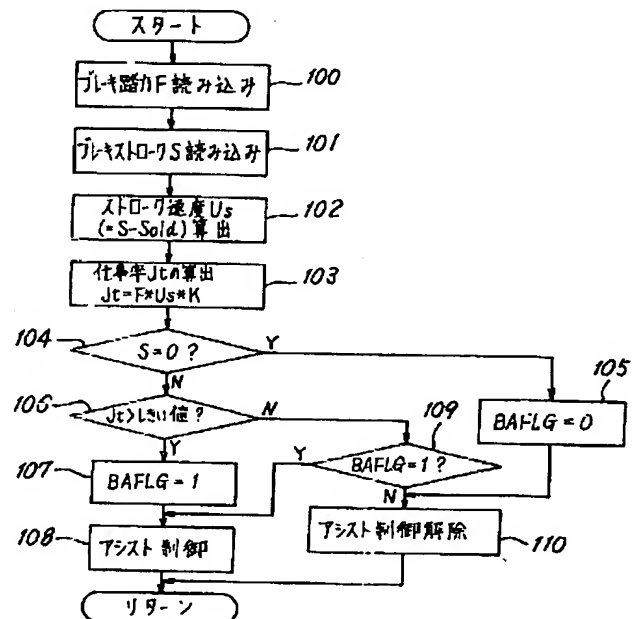 スタート
ブレーキ踏力F読み込み
100
ブレーキストロークS読み込み
101
ストローク速度Us
(=S-Sold)算出
102
仕事率Jtの算出
Jt=F*Us*K
103
104
S=0?
Y
N
105
BAFLG=0
106
Jt>しきい値?
N
Y
109
BAFLG=1?
Y
N
107
BAFLG=1
108
アシスト制御
アシスト制御解除
110
リターン